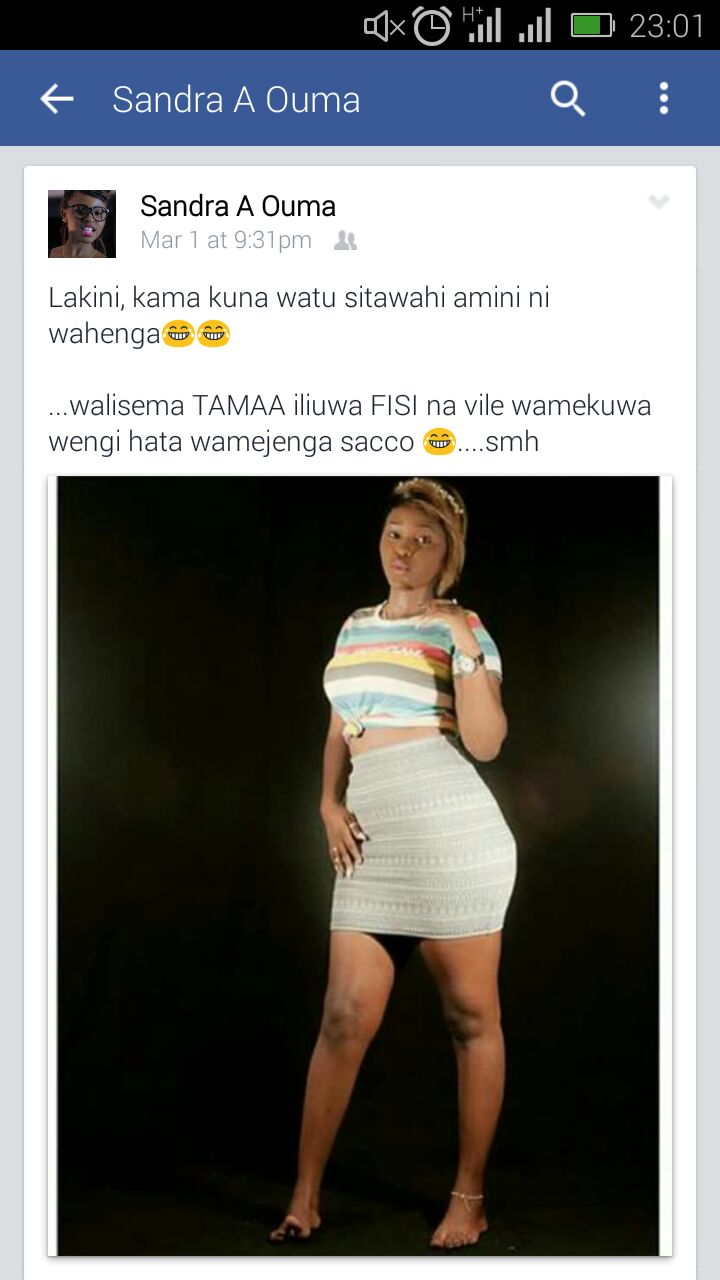 H+ 23:01
Sandra A Ouma
Sandra A Ouma
Mar 1 at 9:31pm
Lakini, kama kuna watu sitawahi amini ni
wahenga😂😂
...walisema TAMAA iliuwa FISI na vile wamekuwa
wengi hata wamejenga sacco 😂....smh